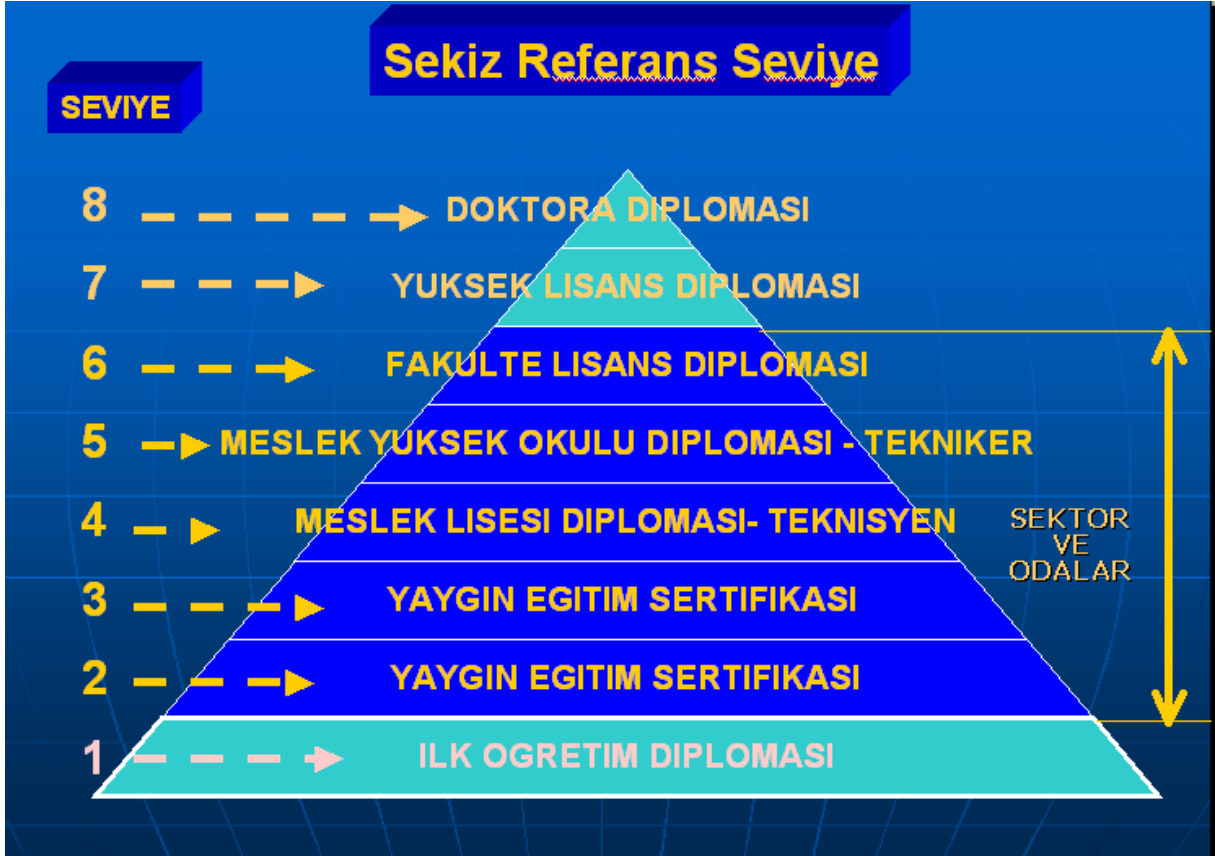 Sekiz Referans Seviye
SEVIYE
8 DOKTORA DIPLOMASI
7 YUKSEK LISANS DIPLOMASI
6 FAKULTE LISANS DIPLOMASI
5 MESLEK YUKSEK OKULU DIPLOMASI - TEKNIKER
4 MESLEK LISESI DIPLOMASI- TEKNISYEN
SEKTOR
VE
ODALAR
3 YAYGIN EGITIM SERTIFIKASI
2 YAYGIN EGITIM SERTIFIKASI
1 ILK OGRETIM DIPLOMASI